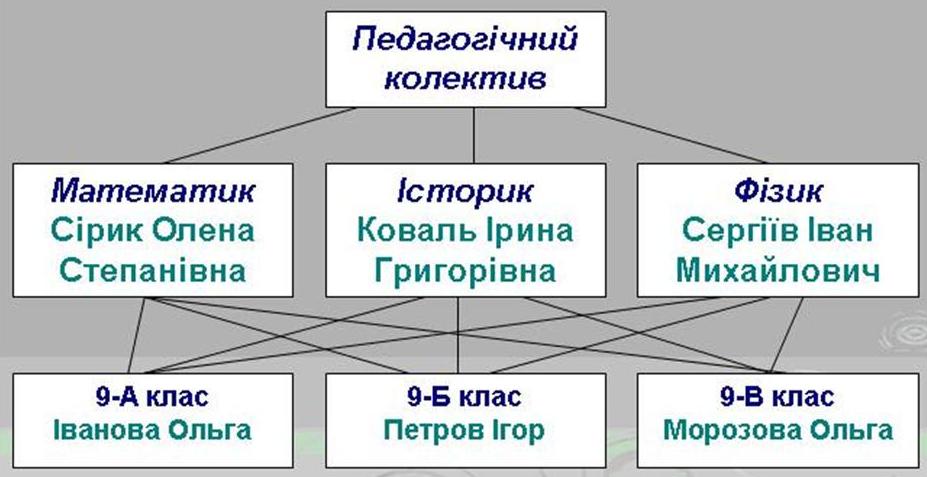 Педагогічний
колектив
Математик
Сірик Олена
Степанівна
Історик
Коваль Ірина
Григорівна
Фізик
Сергіїв Іван
Михайлович
9-А клас
Іванова Ольга
9-Б клас
Петров Ігор
9-В клас
Морозова Ольга